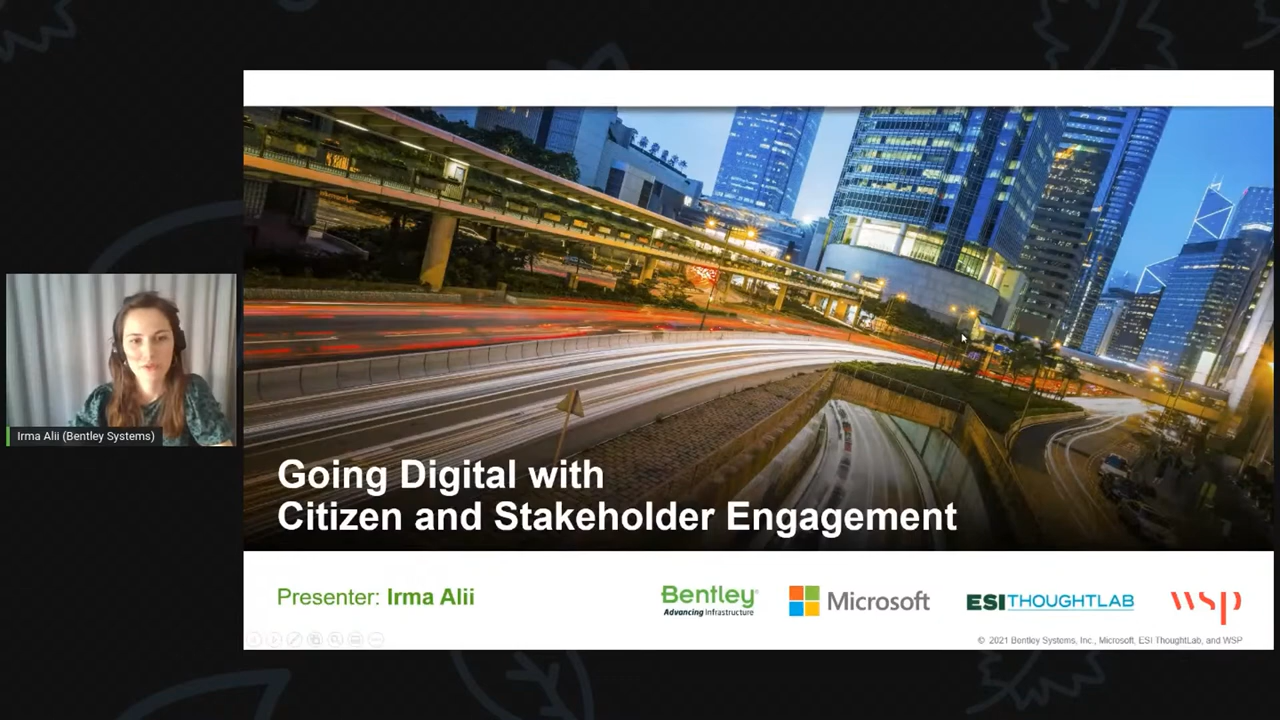 Irma Alii (Bentley Systems)
Going Digital with
Citizen and Stakeholder Engagement
Presenter: Irma Alii
Bentley®
Advancing Infrastructure
Microsoft
ESI THOUGHTLAB
wsp
© 2021 Bentley Systems, Inc., Microsoft, ESI ThoughtLab, and WSP